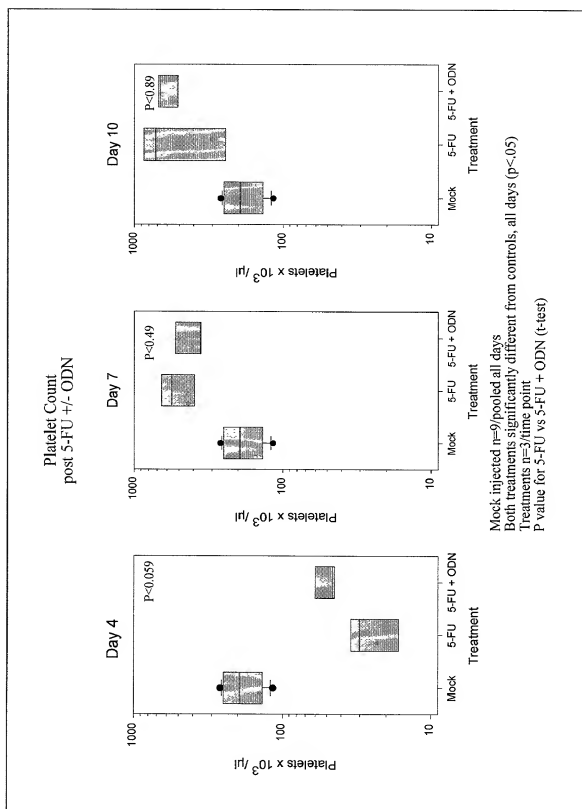 Platelet Count
post 5-FU +/- ODN
Day 4
P<0.059
1000
100
10
Platelets x 10³/µl
Mock
5-FU
5-FU + ODN
Treatment
Day 7
P<0.49
1000
100
10
Platelets x 10³/µl
Mock
5-FU
5-FU + ODN
Treatment
Day 10
P<0.89
1000
100
10
Platelets x 10³/µl
Mock
5-FU
5-FU + ODN
Treatment
Mock injected n=9/pooled all days
Both treatments significantly different from controls, all days (p<.05)
Treatments n=3/time point
P value for 5-FU vs 5-FU + ODN (t-test)